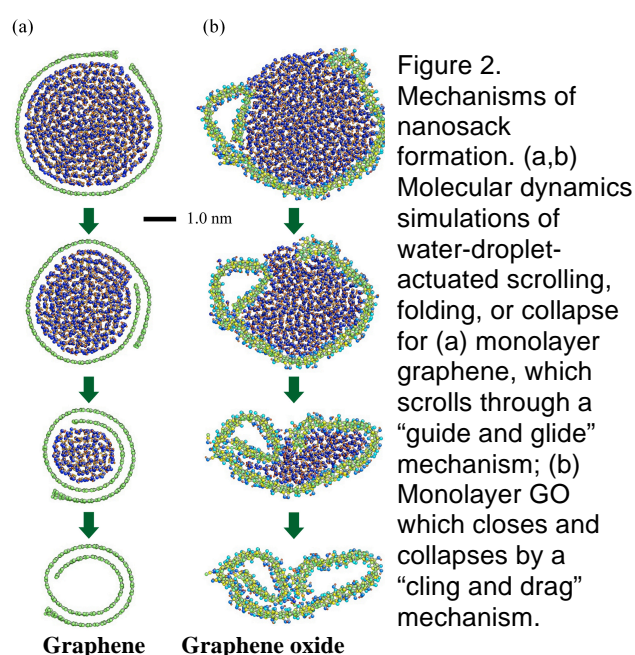 (a)
(b)
1.0 nm
Graphene
Graphene oxide
Figure 2.
Mechanisms of
nanosack
formation. (a,b)
Molecular dynamics
simulations of
water-droplet-
actuated scrolling,
folding, or collapse
for (a) monolayer
graphene, which
scrolls through a
“guide and glide”
mechanism; (b)
Monolayer GO
which closes and
collapses by a
“cling and drag”
mechanism.